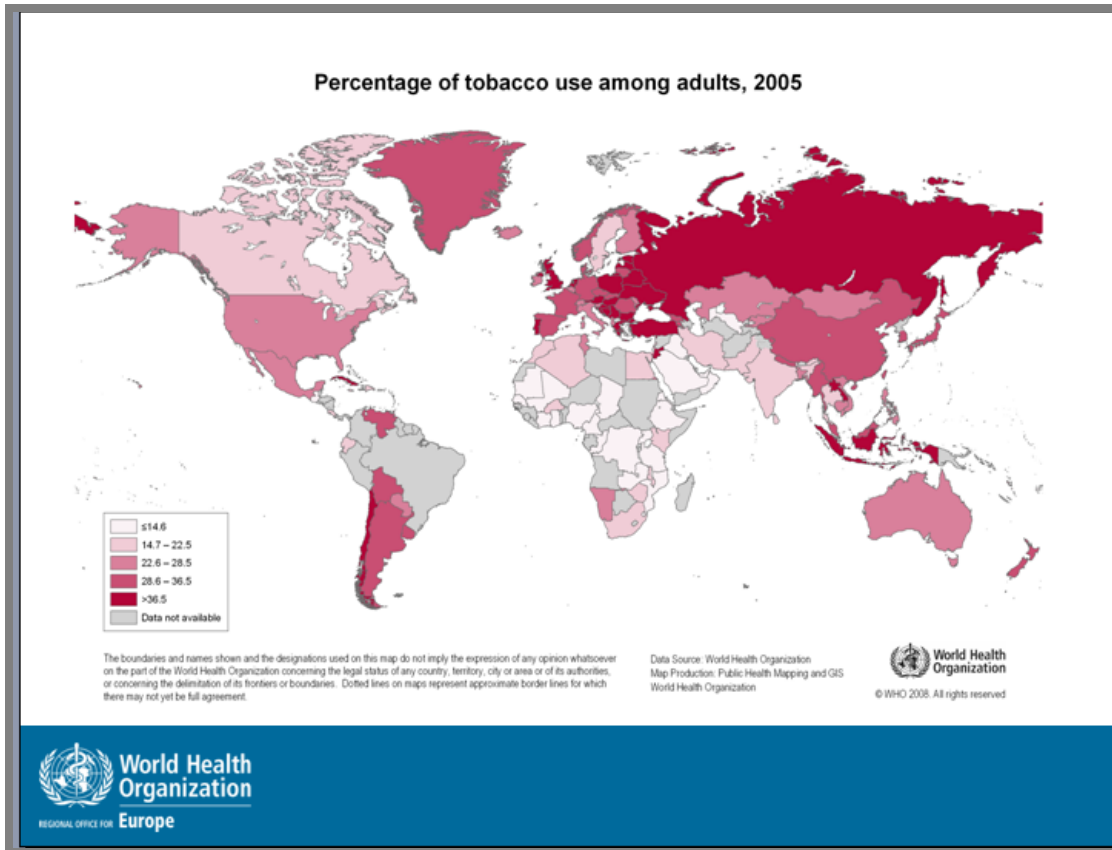 Percentage of tobacco use among adults, 2005
≤14.6
14.7 – 22.5
22.6 – 28.5
28.6 – 36.5
>36.5
Data not available
The boundaries and names shown and the designations used on this map do not imply the expression of any opinion whatsoever
on the part of the World Health Organization concerning the legal status of any country, territory, city or area or of its authorities,
or concerning the delimitation of its frontiers or boundaries. Dotted lines on maps represent approximate border lines for which
there may not yet be full agreement.
Data Source: World Health Organization
Map Production: Public Health Mapping and GIS
World Health Organization
World Health
Organization
© WHO 2008. All rights reserved
World Health
Organization
REGIONAL OFFICE FOR Europe